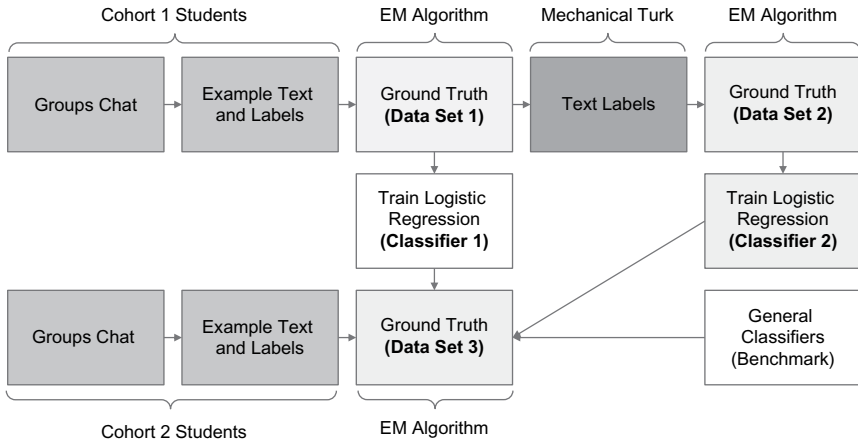 Cohort 1 Students
EM Algorithm
Mechanical Turk
EM Algorithm
Groups Chat
Example Text
and Labels
Ground Truth
(Data Set 1)
Text Labels
Ground Truth
(Data Set 2)
Train Logistic
Regression
(Classifier 1)
Train Logistic
Regression
(Classifier 2)
Groups Chat
Example Text
and Labels
Ground Truth
(Data Set 3)
General
Classifiers
(Benchmark)
Cohort 2 Students
EM Algorithm